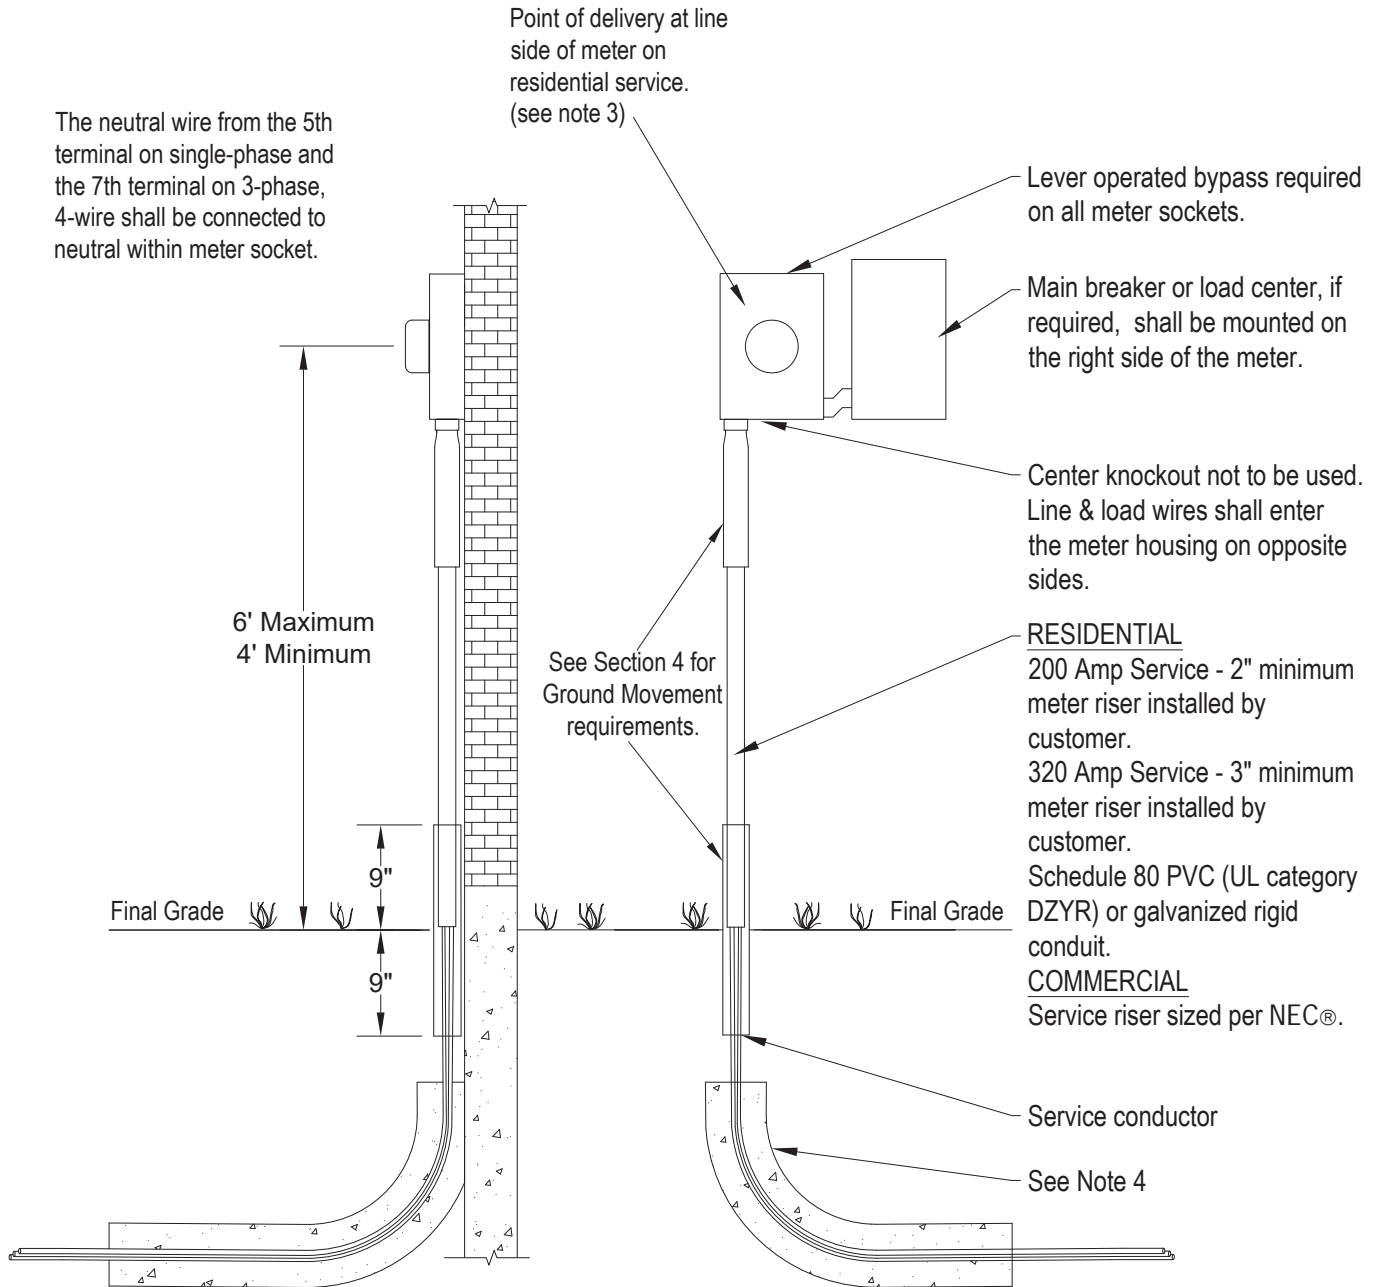 Point of delivery at line
side of meter on
residential service.
(see note 3)
The neutral wire from the 5th
terminal on single-phase and
the 7th terminal on 3-phase,
4-wire shall be connected to
neutral within meter socket.
Lever operated bypass required
on all meter sockets.
Main breaker or load center, if
required, shall be mounted on
the right side of the meter.
Center knockout not to be used.
Line & load wires shall enter
the meter housing on opposite
sides.
6' Maximum
4' Minimum
See Section 4 for
Ground Movement
requirements.
RESIDENTIAL
200 Amp Service - 2" minimum
meter riser installed by
customer.
320 Amp Service - 3" minimum
meter riser installed by
customer.
Schedule 80 PVC (UL category
DZYR) or galvanized rigid
conduit.
COMMERCIAL
Service riser sized per NEC®.
9"
Final Grade
Final Grade
9"
Service conductor
See Note 4